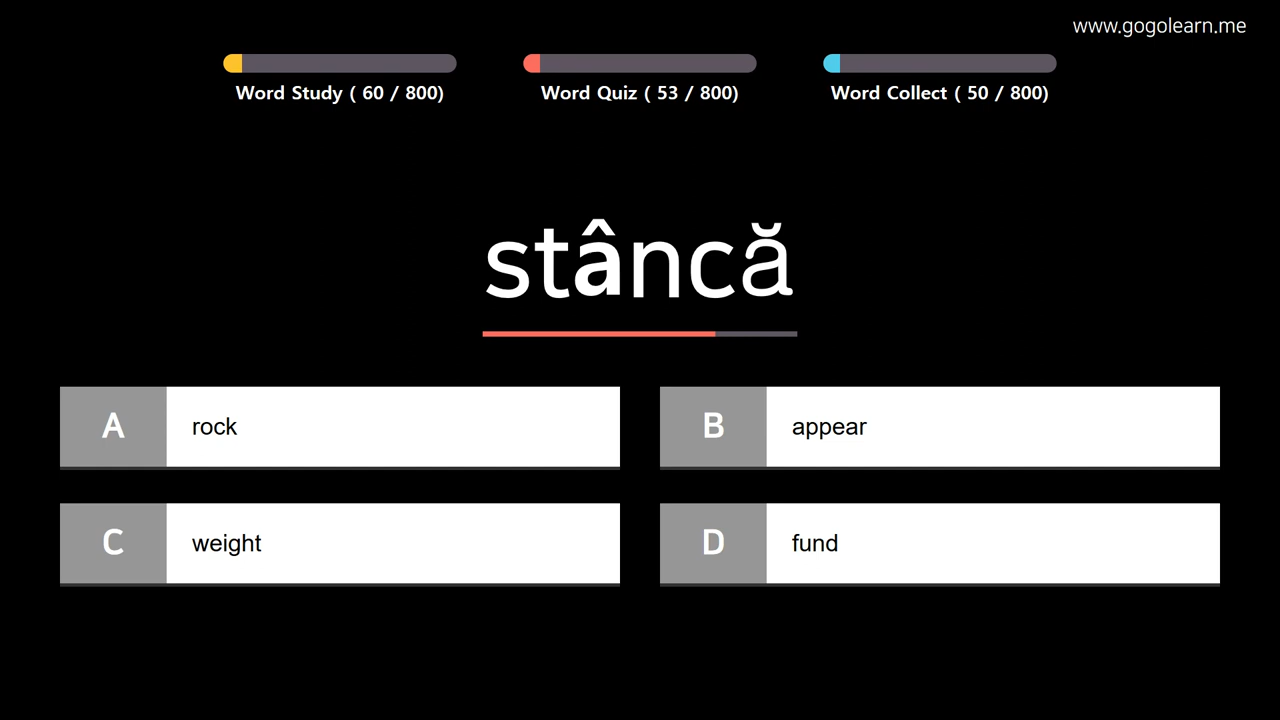 www.gogolearn.me
Word Study ( 60 / 800)
Word Quiz ( 53 / 800)
Word Collect ( 50 / 800)
stâncă
A rock
B appear
C weight
D fund